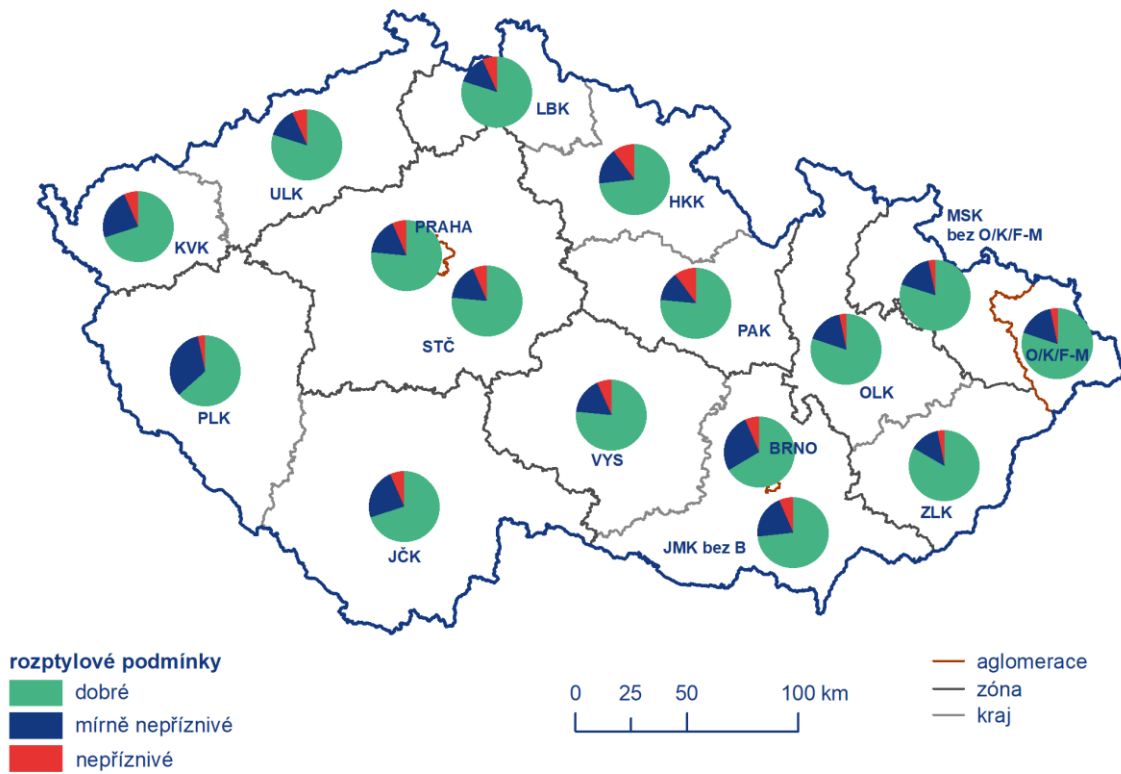 LBK
ULK
HKK
MSK
bez O/K/F-M
KVK
PRAHA
STČ
PAK
O/K/F-M
OLK
PLK
VYS
BRNO
ZLK
JČK
JMK bez B
rozptylové podmínky
dobré
mírně nepříznivé
nepříznivé
0 25 50 100 km
aglomerace
zóna
kraj